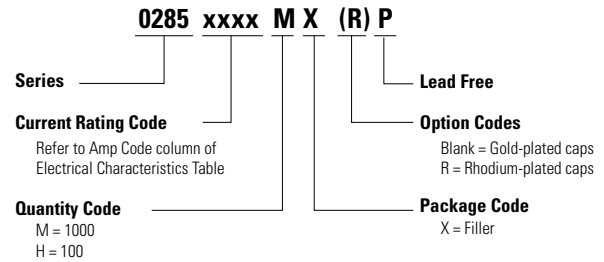 0285 xxxx M X (R) P
Series
Lead Free
Current Rating Code
Refer to Amp Code column of
Electrical Characteristics Table
Option Codes
Blank = Gold-plated caps
R = Rhodium-plated caps
Quantity Code
M = 1000
H = 100
Package Code
X = Filler